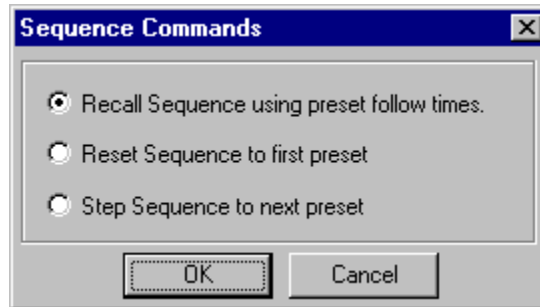 Sequence Commands
Recall Sequence using preset follow times.
Reset Sequence to first preset
Step Sequence to next preset
OK Cancel